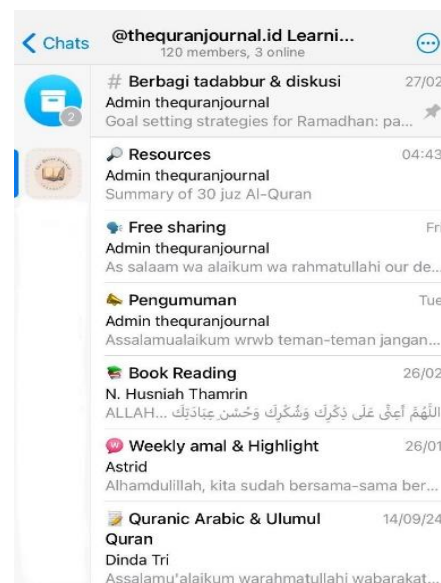 Chats
@thequranjournal.id Learni...
120 members, 3 online
# Berbagi tadabbur & diskusi 27/02
Admin thequranjournal
Goal setting strategies for Ramadhan: pa...
2
Resources 04:43
Admin thequranjournal
Summary of 30 juz Al-Quran
Free sharing Fri
Admin thequranjournal
As salaam wa alaikum wa rahmatullahi our de...
Pengumuman Tue
Admin thequranjournal
Assalamualaikum wrwb teman-teman jangan...
Book Reading 26/02
N. Husniah Thamrin
اللَّهُمَّ أَعِنِّي عَلَى ذِكْرِكَ وَشُكْرِكَ وَحُسْنِ عِبَادَتِكَ ...ALLAH
Weekly amal & Highlight 26/01
Astrid
Alhamdulillah, kita sudah bersama-sama ber...
Quranic Arabic & Ulumul 14/09/24
Quran
Dinda Tri
Assalamu'alaikum warahmatullahi wabarakat...